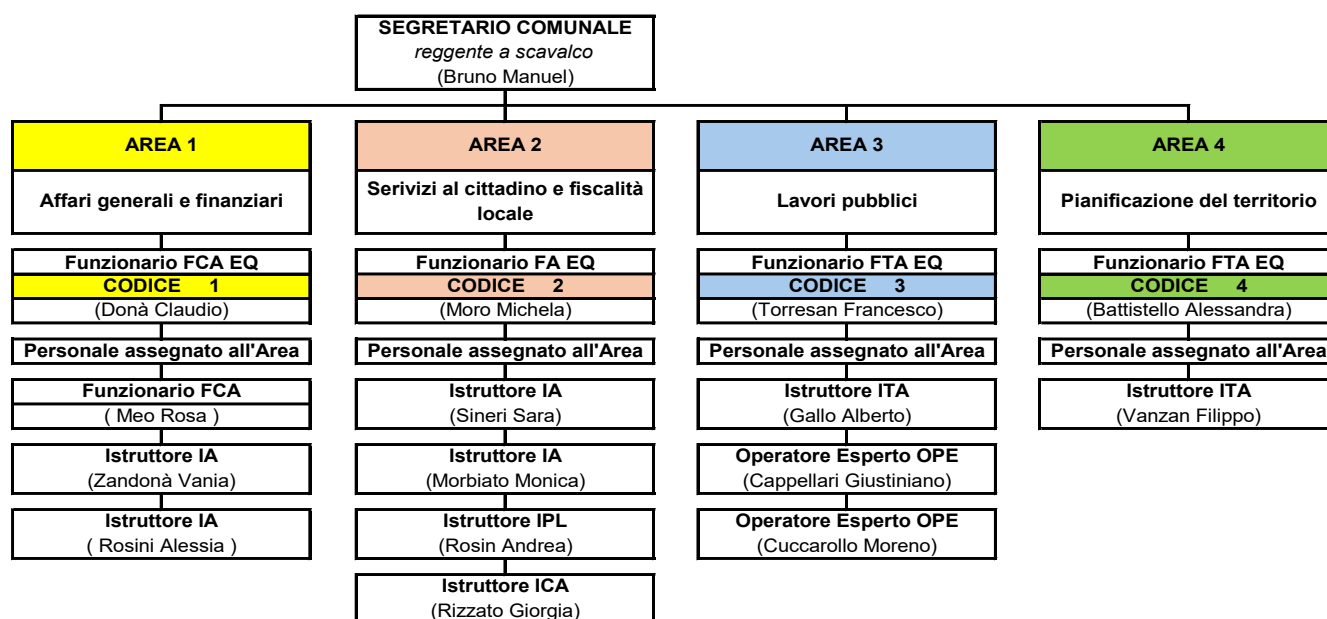 SEGRETARIO COMUNALE
reggente a scavalco
(Bruno Manuel)
AREA 1
Affari generali e finanziari
Funzionario FCA EQ
CODICE 1
(Donà Claudio)
Personale assegnato all'Area
Funzionario FCA
( Meo Rosa )
Istruttore IA
(Zandonà Vania)
Istruttore IA
( Rosini Alessia )
AREA 2
Serivizi al cittadino e fiscalità
locale
Funzionario FA EQ
CODICE 2
(Moro Michela)
Personale assegnato all'Area
Istruttore IA
(Sineri Sara)
Istruttore IA
(Morbiato Monica)
Istruttore IPL
(Rosin Andrea)
Istruttore ICA
(Rizzato Giorgia)
AREA 3
Lavori pubblici
Funzionario FTA EQ
CODICE 3
(Torresan Francesco)
Personale assegnato all'Area
Istruttore ITA
(Gallo Alberto)
Operatore Esperto OPE
(Cappellari Giustiniano)
Operatore Esperto OPE
(Cuccarollo Moreno)
AREA 4
Pianificazione del territorio
Funzionario FTA EQ
CODICE 4
(Battistello Alessandra)
Personale assegnato all'Area
Istruttore ITA
(Vanzan Filippo)